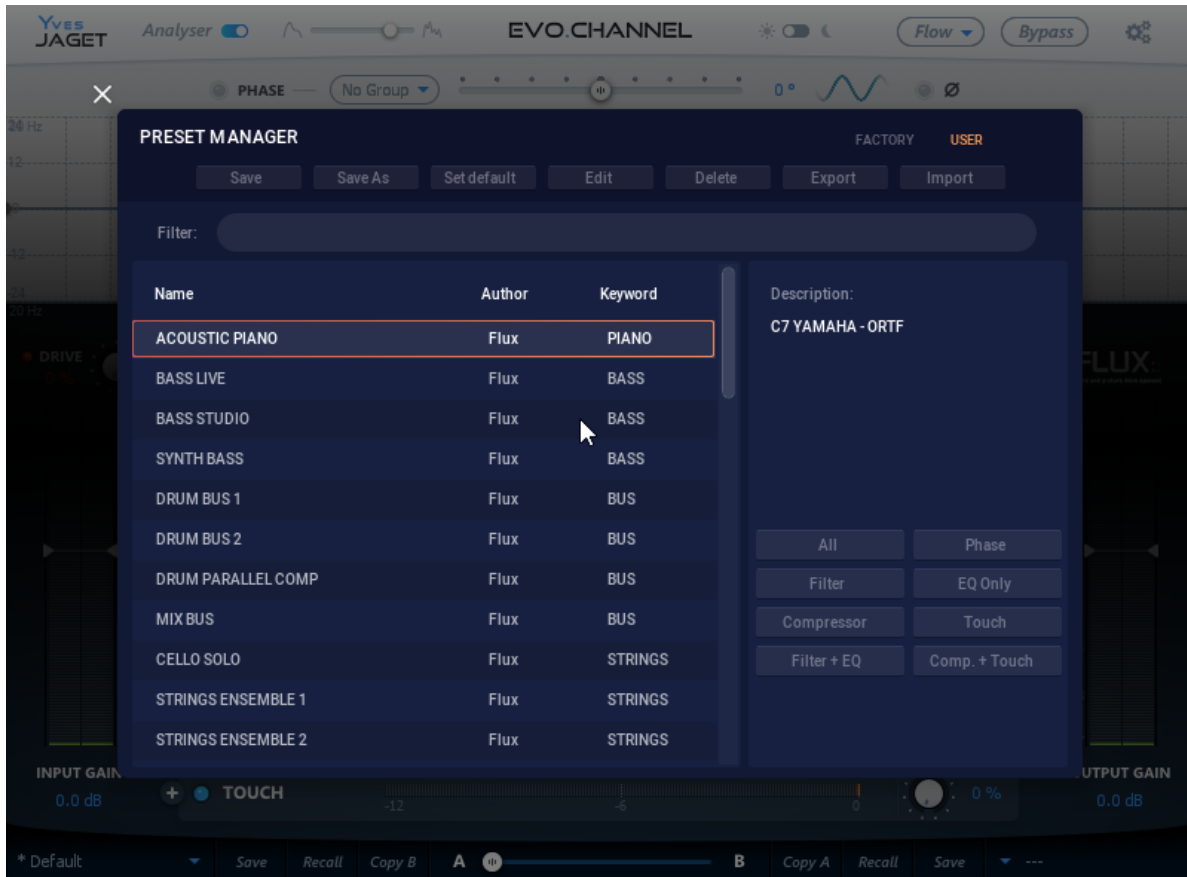 YVES
JAGET
Analyser
EVO.CHANNEL
Flow
Bypass
PHASE
No Group
0 °
Ø
PRESET MANAGER
FACTORY
USER
Save
Save As
Set default
Edit
Delete
Export
Import
Filter:
Name
Author
Keyword
Description:
C7 YAMAHA - ORTF
ACOUSTIC PIANO Flux PIANO
BASS LIVE Flux BASS
BASS STUDIO Flux BASS
SYNTH BASS Flux BASS
DRUM BUS 1 Flux BUS
DRUM BUS 2 Flux BUS
DRUM PARALLEL COMP Flux BUS
MIX BUS Flux BUS
CELLO SOLO Flux STRINGS
STRINGS ENSEMBLE 1 Flux STRINGS
STRINGS ENSEMBLE 2 Flux STRINGS
All
Phase
Filter
EQ Only
Compressor
Touch
Filter + EQ
Comp. + Touch
12
-12
20 Hz
DRIVE
FLUX::
INPUT GAIN
0.0 dB
TOUCH
-12
-6
0
0 %
UTPUT GAIN
0.0 dB
* Default
Save
Recall
Copy B
A
B
Copy A
Recall
Save
---